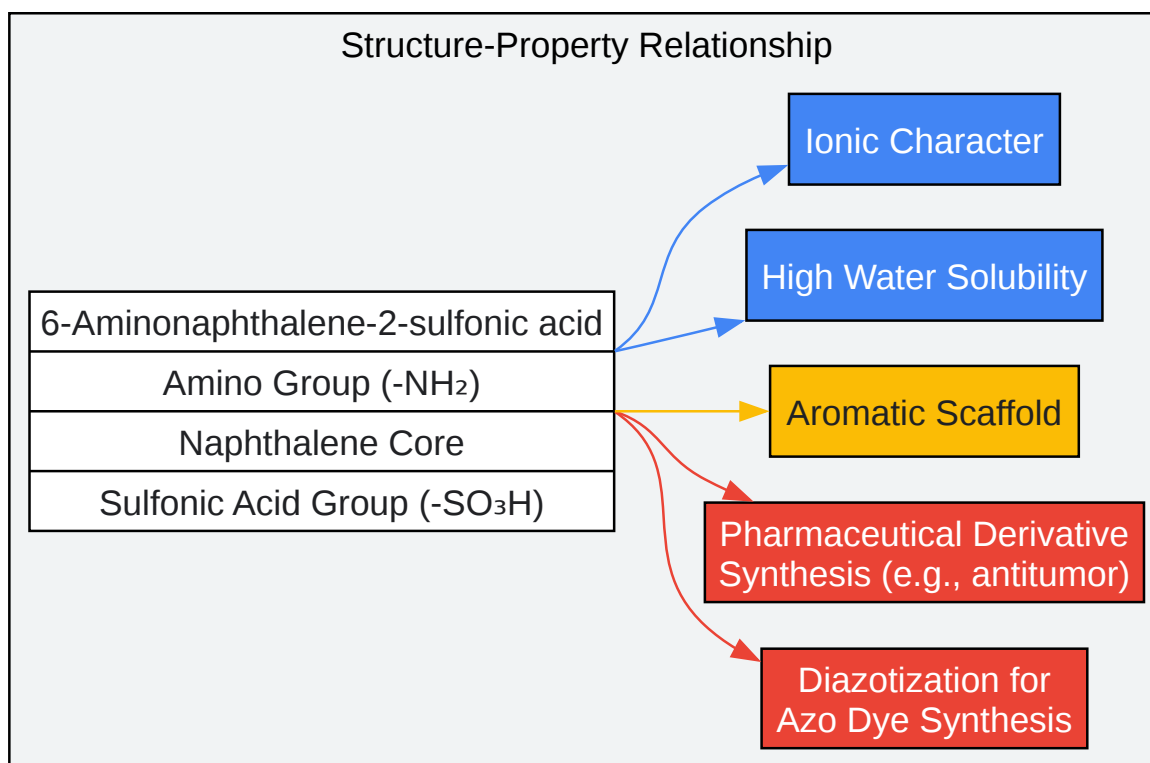 Structure-Property Relationship
6-Aminonaphthalene-2-sulfonic acid
Amino Group (-NH₂)
Naphthalene Core
Sulfonic Acid Group (-SO₃H)
Ionic Character
High Water Solubility
Aromatic Scaffold
Pharmaceutical Derivative
Synthesis (e.g., antitumor)
Diazotization for
Azo Dye Synthesis